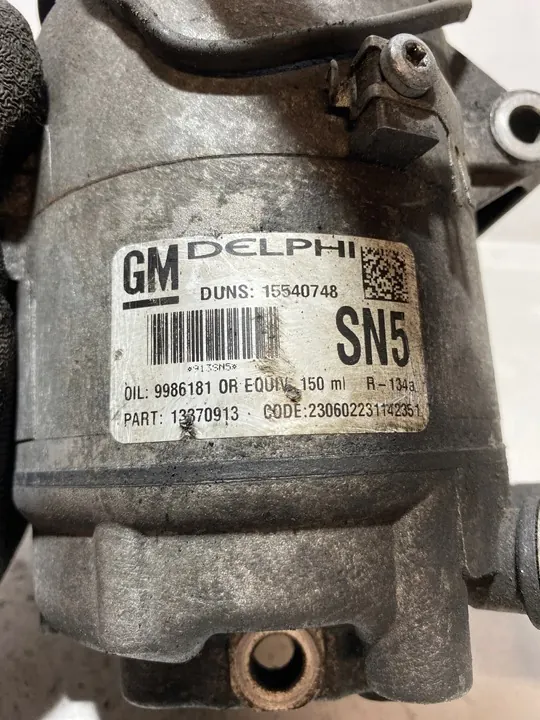 GM DELPHI
DUNS: 15540748
*913SN5*
SN5
OIL: 9986181 OR EQUIV. 150 ml R-134a
PART: 13370913 CODE:230602231142351